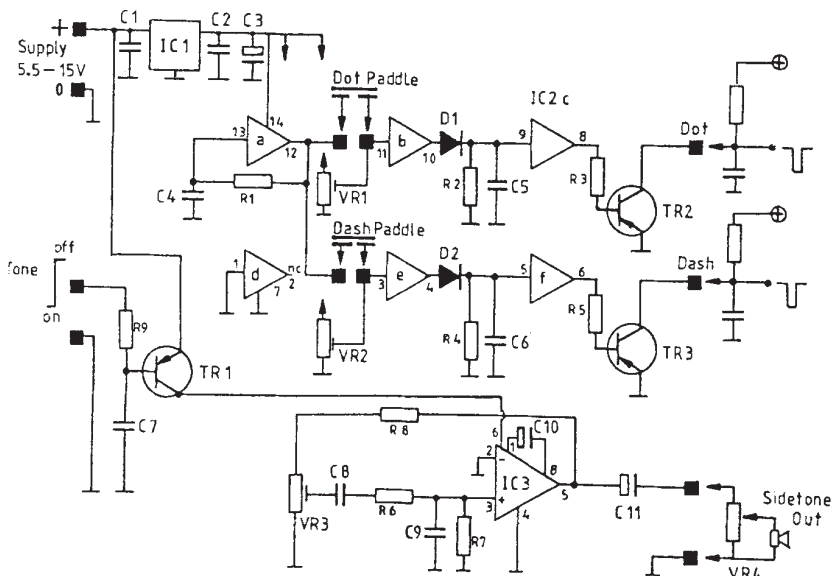 +
Supply
5.5-15V
0
C1
IC1
C2
C3
14
13
a
12
C4
R1
Dot Paddle
VR1
11
b
10
D1
R2
C5
IC2c
9
8
R3
TR2
Dot
+
1
d
nc
2
7
Dash Paddle
VR2
3
e
4
D2
R4
C6
5
f
6
R5
TR3
Dash
+
off
Tone
on
R9
TR1
C7
R8
VR3
C8
R6
C9
R7
6
2
-
1
C10
8
IC3
+
3
4
5
C11
Sidetone
Out
VR4